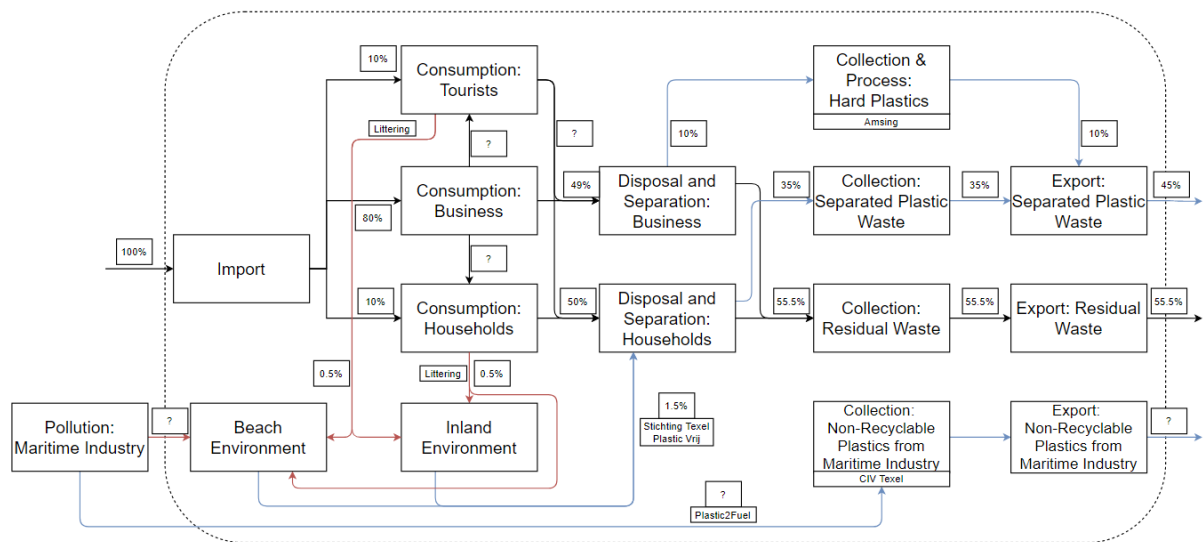 10%
Consumption:
Tourists
Collection &
Process:
Hard Plastics
Amsing
Littering
?
?
10%
10%
Consumption:
Business
80%
49%
Disposal and
Separation:
Business
35%
Collection:
Separated Plastic
Waste
35%
Export:
Separated Plastic
Waste
45%
100%
Import
?
10%
Consumption:
Households
50%
Disposal and
Separation:
Households
55.5%
Collection:
Residual Waste
55.5%
Export: Residual
Waste
55.5%
0.5%
Littering
0.5%
Pollution:
Maritime Industry
?
Beach
Environment
Inland
Environment
1.5%
Stichting Texel
Plastic Vrij
Collection:
Non-Recyclable
Plastics from
Maritime Industry
CIV Texel
Export:
Non-Recyclable
Plastics from
Maritime Industry
?
?
Plastic2Fuel